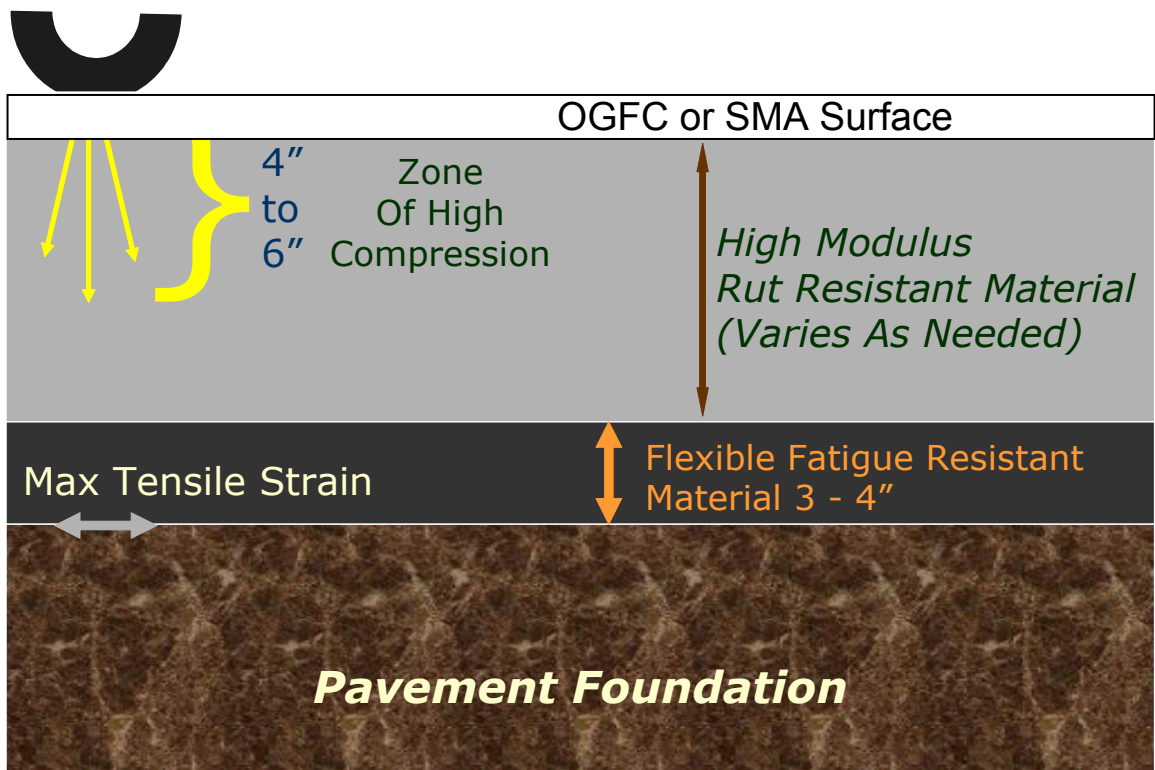 OGFC or SMA Surface
4”
to
6”
Zone
Of High
Compression
High Modulus
Rut Resistant Material
(Varies As Needed)
Max Tensile Strain
Flexible Fatigue Resistant
Material 3 - 4”
Pavement Foundation